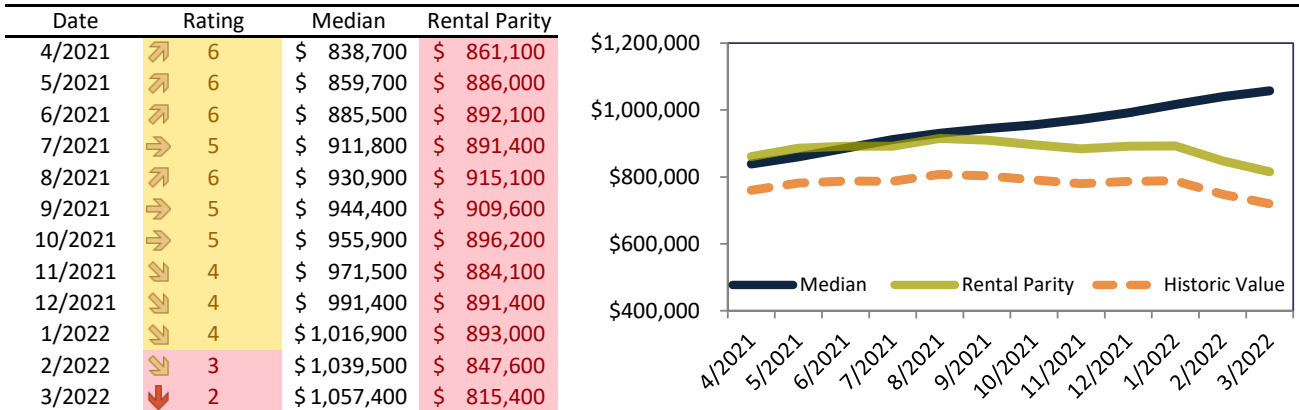 Date Rating Median Rental Parity
4/2021 6 $ 838,700 $ 861,100
5/2021 6 $ 859,700 $ 886,000
6/2021 6 $ 885,500 $ 892,100
7/2021 5 $ 911,800 $ 891,400
8/2021 6 $ 930,900 $ 915,100
9/2021 5 $ 944,400 $ 909,600
10/2021 5 $ 955,900 $ 896,200
11/2021 4 $ 971,500 $ 884,100
12/2021 4 $ 991,400 $ 891,400
1/2022 4 $ 1,016,900 $ 893,000
2/2022 3 $ 1,039,500 $ 847,600
3/2022 2 $ 1,057,400 $ 815,400
$1,200,000
$1,000,000
$800,000
$600,000
$400,000
Median Rental Parity Historic Value
4/2021 5/2021 6/2021 7/2021 8/2021 9/2021 10/2021 11/2021 12/2021 1/2022 2/2022 3/2022